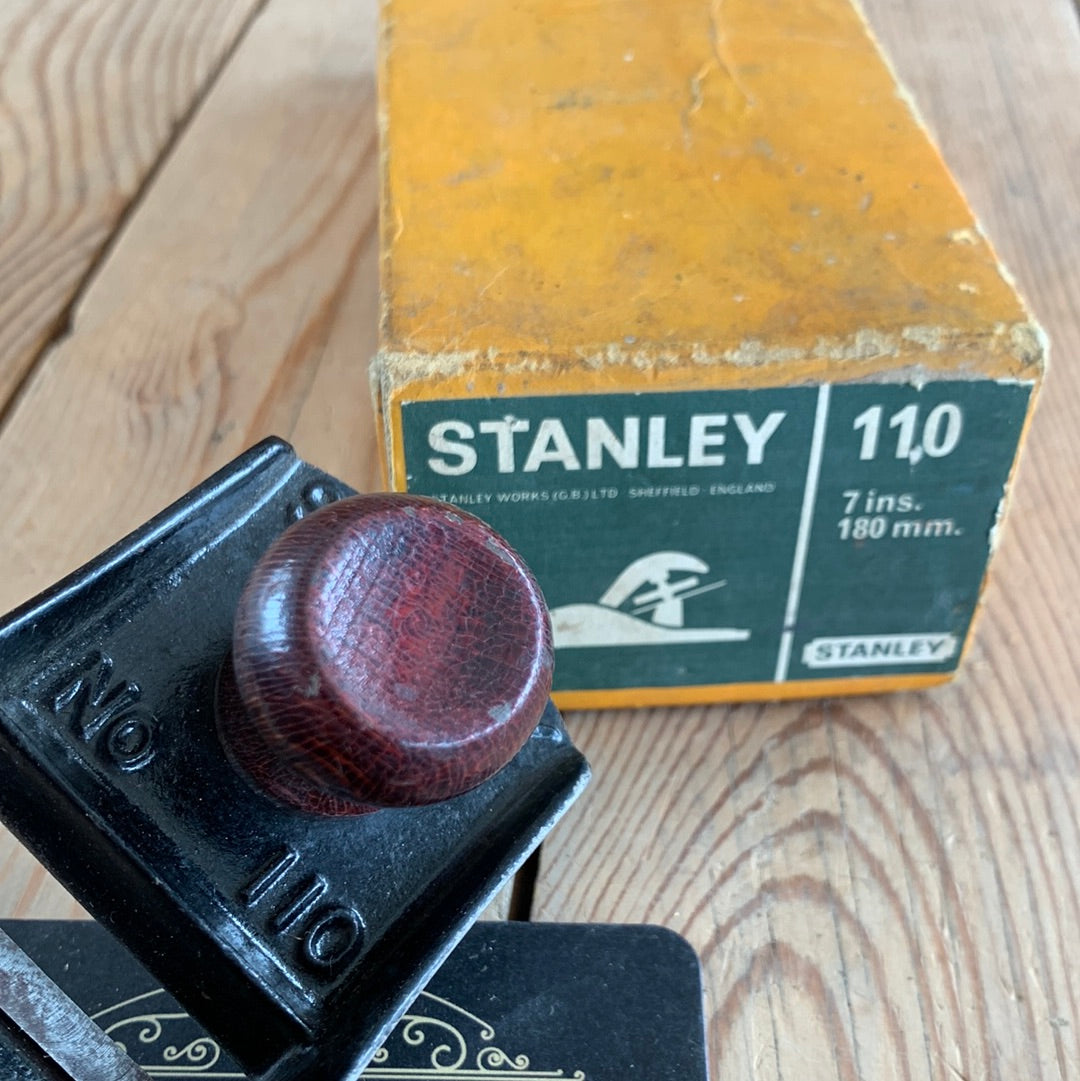 STANLEY
STANLEY WORKS (G.B.) LTD SHEFFIELD · ENGLAND
110
7 ins.
180 mm.
STANLEY
NO
110